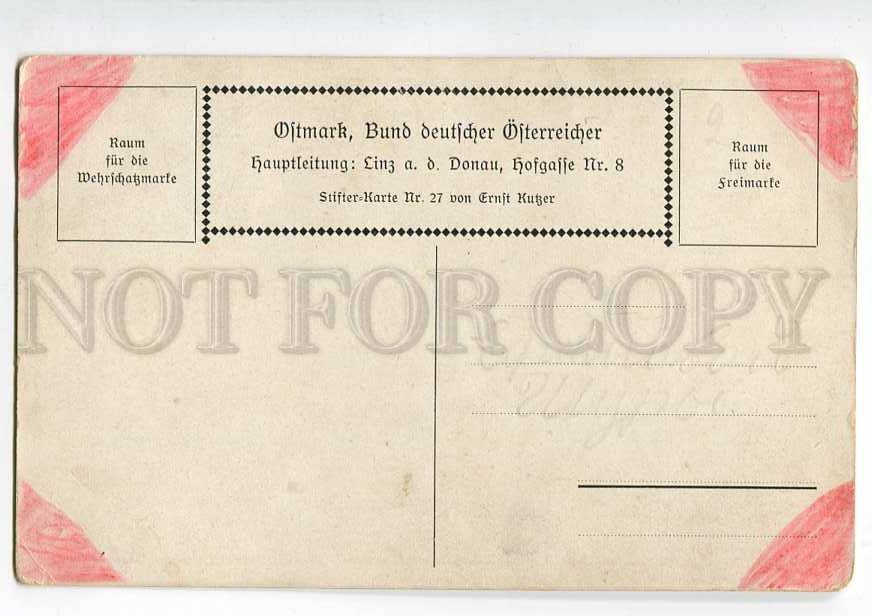 Raum
für die
Wehrschatzmarke
Ostmark, Bund deutscher Österreicher
Hauptleitung: Linz a. d. Donau, Hofgasse Nr. 8
Stifter=Karte Nr. 27 von Ernst Kutzer
Raum
für die
Freimarke
NOT FOR COPY